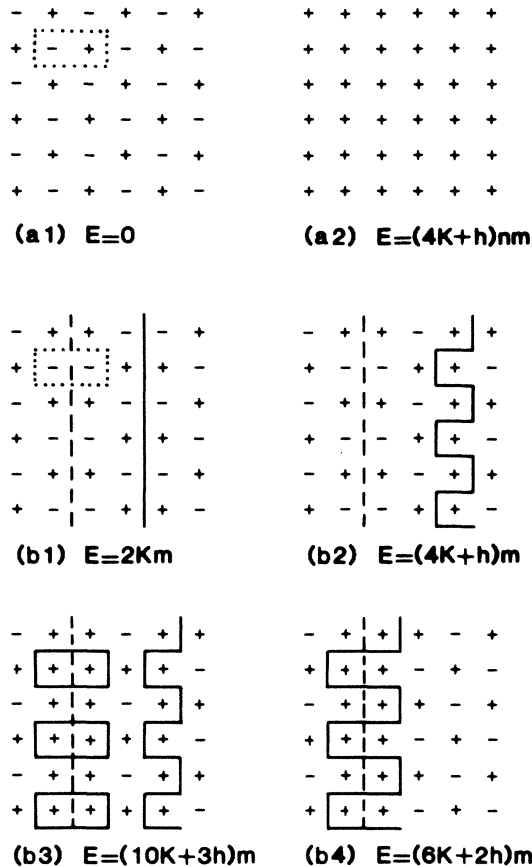 - + - + - + + + + + + +
+ - + - + - + + + + + +
- + - + - + + + + + + +
+ - + - + - + + + + + +
- + - + - + + + + + + +
+ - + - + - + + + + + +
(a1) E=0 (a2) E=(4K+h)nm
- + + - - + - + + - + +
+ - - + + - + - - + + -
- + + - - + - + + - + +
+ - - + + - + - - + + -
- + + - - + - + + - + +
+ - - + + - + - - + + -
(b1) E=2Km (b2) E=(4K+h)m
- + + - + + - + + + - +
+ + + + + - + + + - + -
- + + - + + - + + + - +
+ + + + + - + + + - + -
- + + - + + - + + + - +
+ + + + + - + + + - + -
(b3) E=(10K+3h)m (b4) E=(6K+2h)m